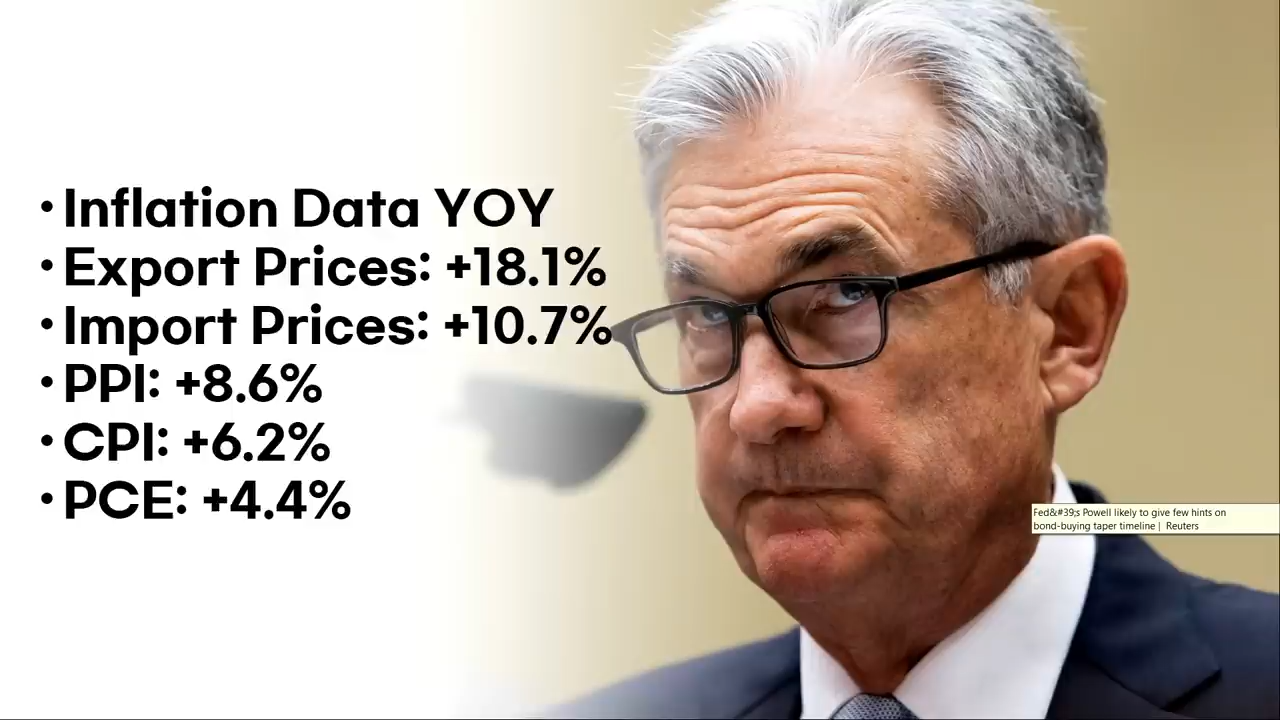 • Inflation Data YOY
• Export Prices: +18.1%
• Import Prices: +10.7%
• PPI: +8.6%
• CPI: +6.2%
• PCE: +4.4%
Fed&#39;s Powell likely to give few hints on
bond-buying taper timeline | Reuters